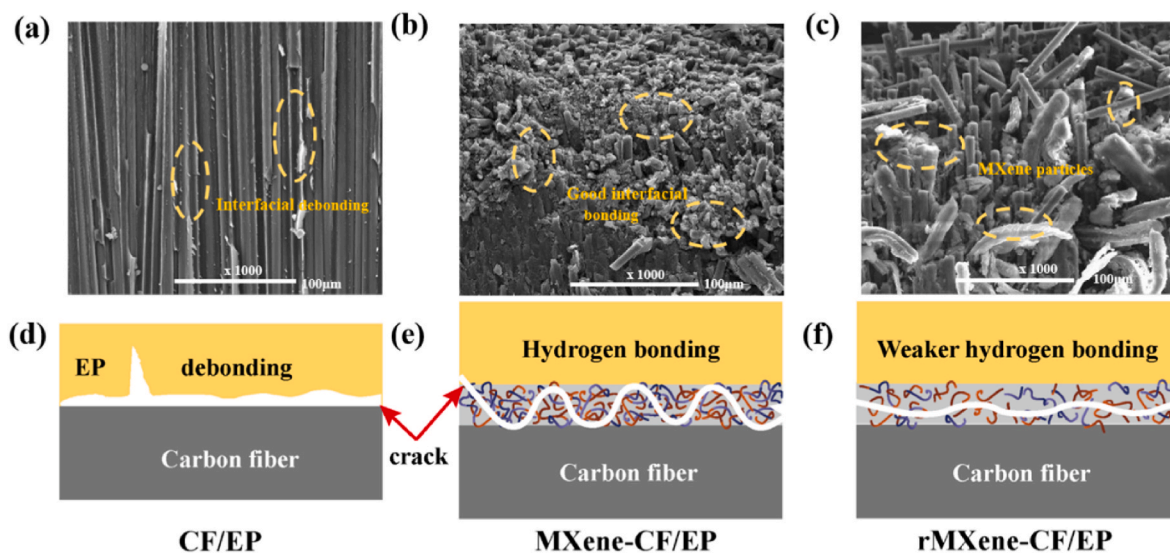 (a)
Interfacial debonding
x 1000
100μm
(b)
Good interfacial
bonding
x 1000
100μm
(c)
MXene particles
x 1000
100μm
(d)
EP debonding
Carbon fiber
CF/EP
crack
(e)
Hydrogen bonding
Carbon fiber
MXene-CF/EP
(f)
Weaker hydrogen bonding
Carbon fiber
rMXene-CF/EP